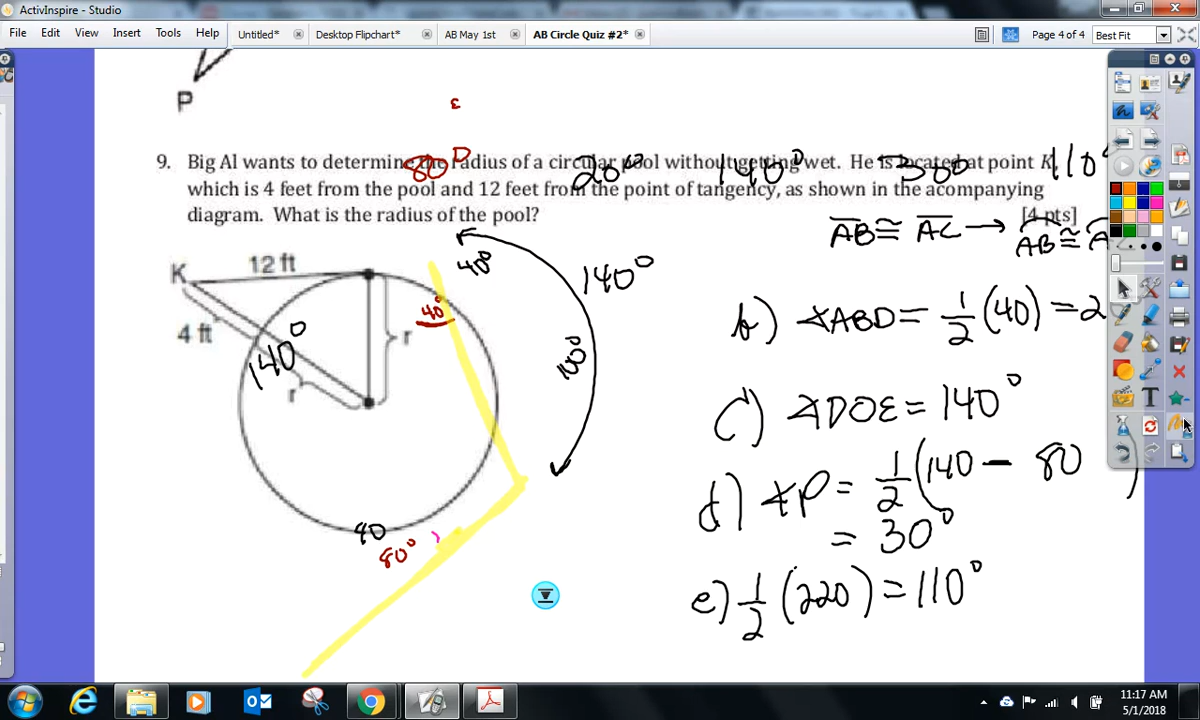 ActivInspire - Studio
File Edit View Insert Tools Help Untitled* Desktop Flipchart* AB May 1st AB Circle Quiz #2* Page 4 of 4 Best Fit
P
ε
80° 20° 140° 30° 110°
9. Big Al wants to determine the radius of a circular pool without getting wet. He is located at point K,
which is 4 feet from the pool and 12 feet from the point of tangency, as shown in the acompanying
diagram. What is the radius of the pool? [4 pts]
AB ≅ AC → AB ≅ A
K 12 ft
40°
140°
40°
4 ft
140°
r
r
100°
40
80°
b) ∡ABD = 1/2 (40) = 2
c) ∡DOE = 140°
d) ∡P = 1/2 (140 - 80 )
= 30°
e) 1/2 (220) = 110°
T
11:17 AM
5/1/2018